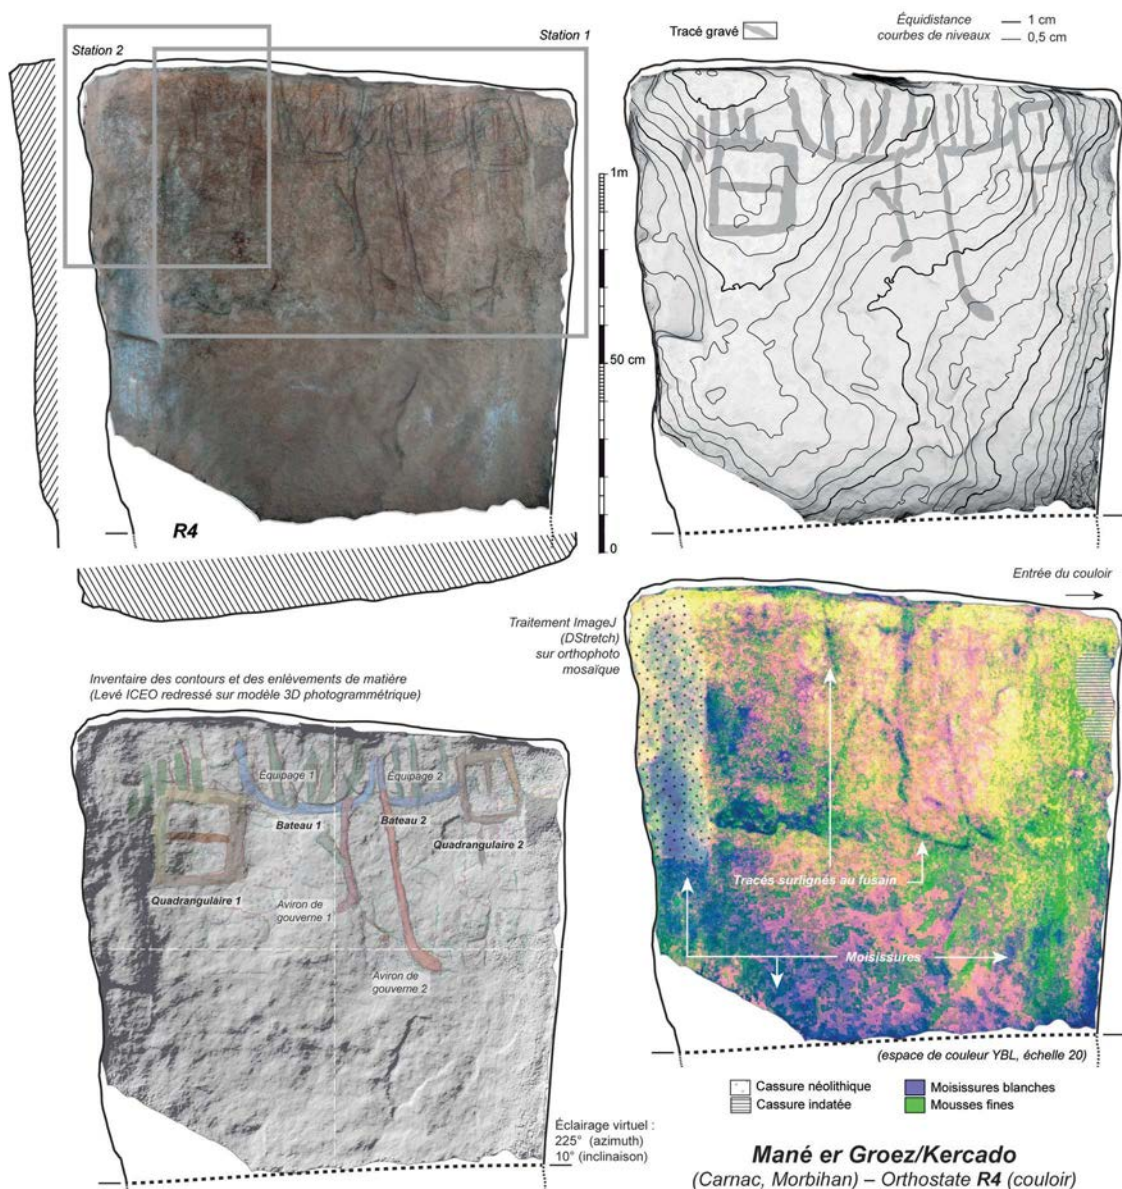 Station 2
Station 1
Tracé gravé
Équidistance
courbes de niveaux
1 cm
0,5 cm
1m
50 cm
0
R4
Entrée du couloir
Traitement ImageJ
(DStretch)
sur orthophoto
mosaïque
Inventaire des contours et des enlèvements de matière
(Levé ICEO redressé sur modèle 3D photogrammétrique)
Équipage 1
Équipage 2
Bateau 1
Bateau 2
Quadrangulaire 2
Quadrangulaire 1
Aviron de
gouverne 1
Aviron de
gouverne 2
Tracés surlignés au fusain
Moisissures
(espace de couleur YBL, échelle 20)
Cassure néolithique
Moisissures blanches
Cassure indatée
Mousses fines
Éclairage virtuel :
225° (azimuth)
10° (inclinaison)
Mané er Groez/Kercado
(Carnac, Morbihan) – Orthostate R4 (couloir)